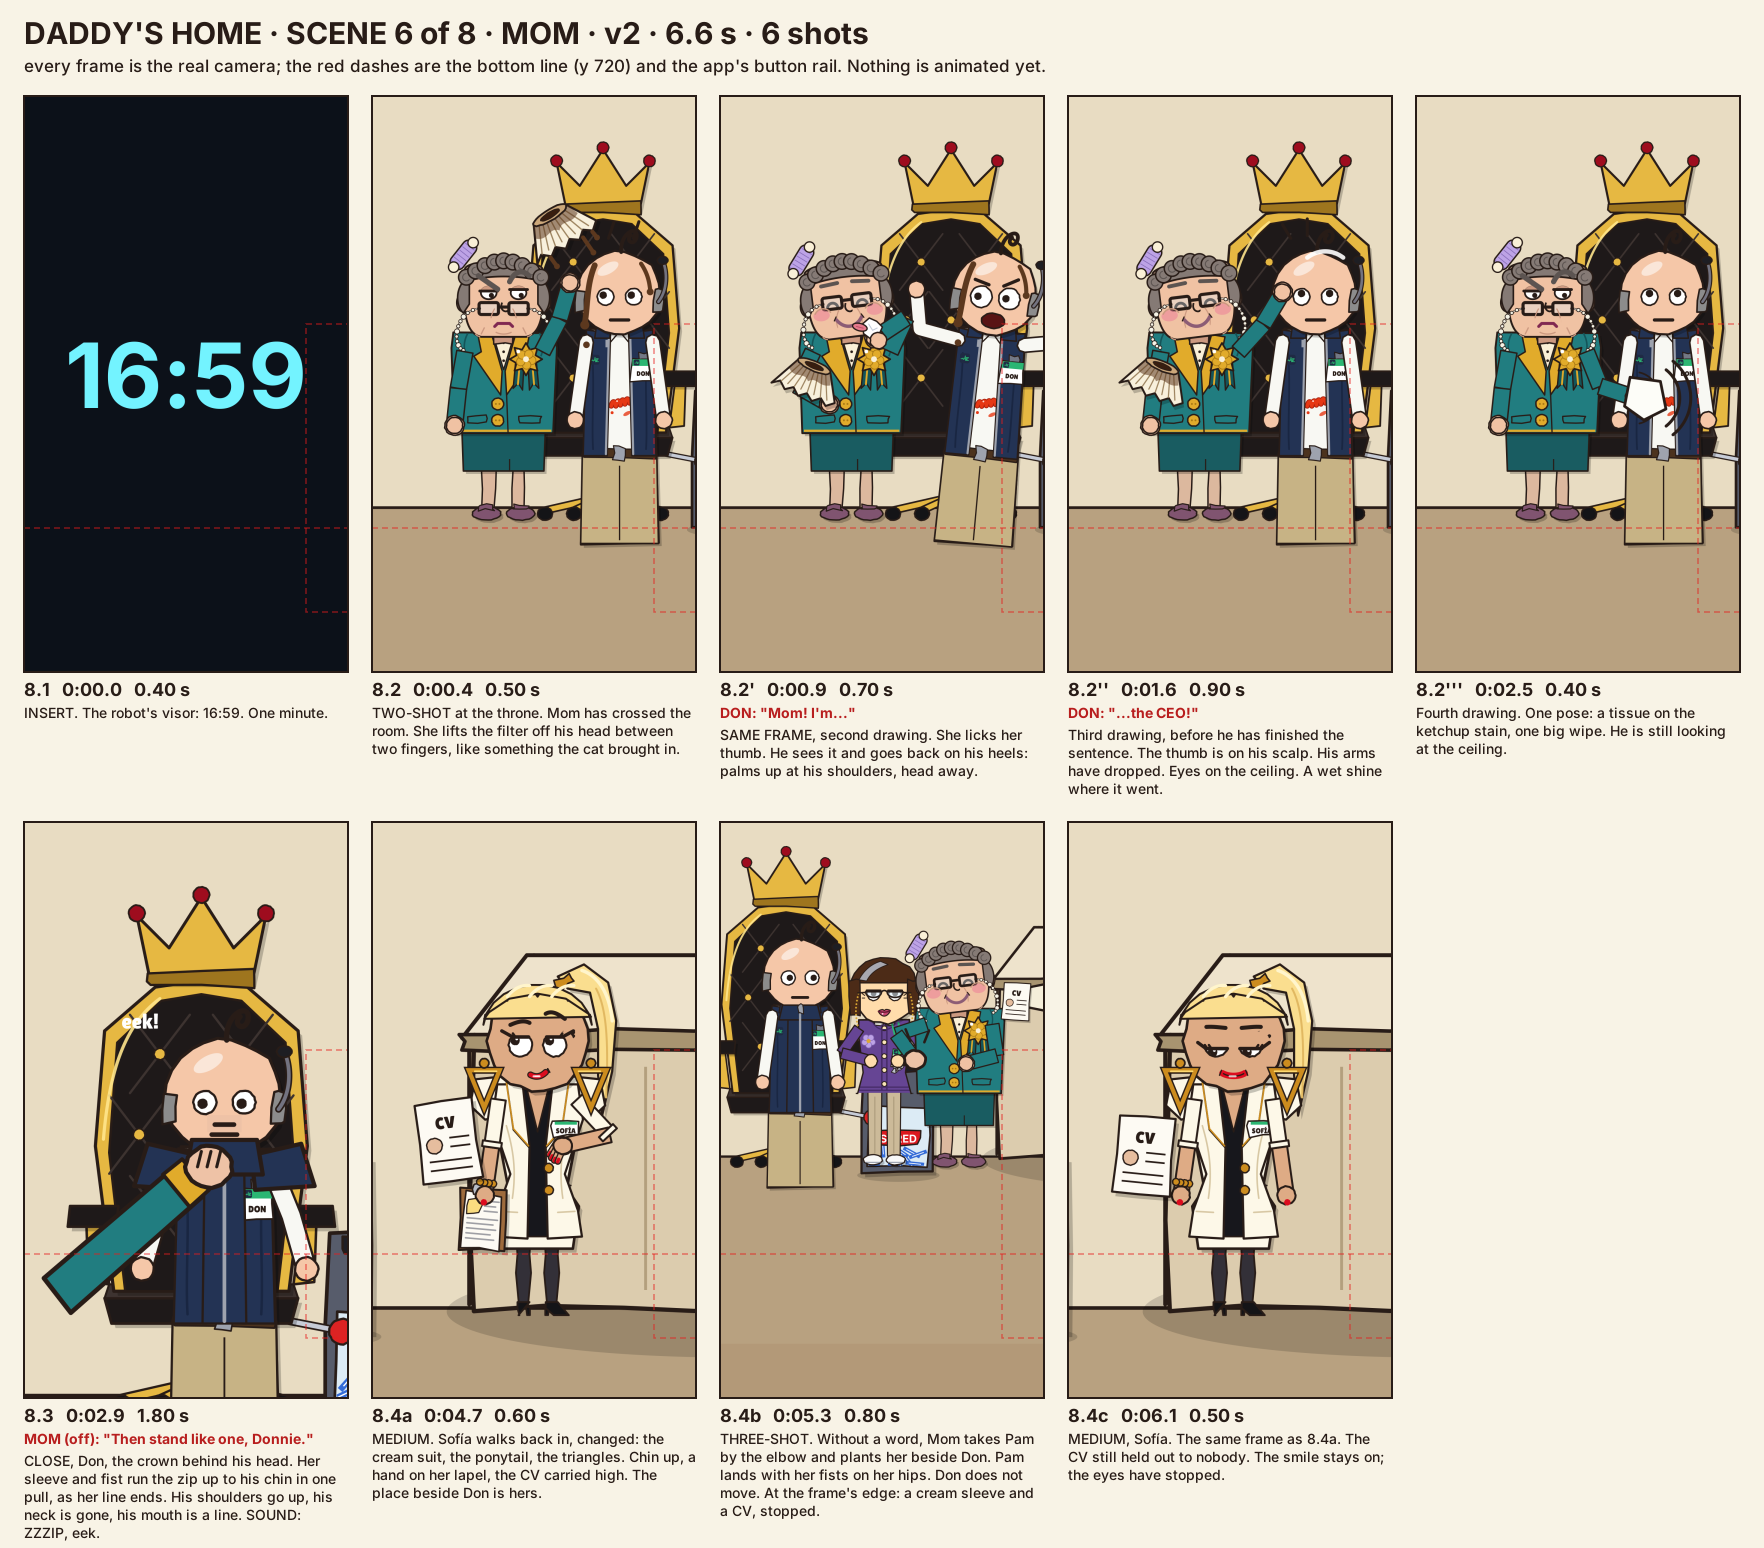 DADDY'S HOME · SCENE 6 of 8 · MOM · v2 · 6.6 s · 6 shots
every frame is the real camera; the red dashes are the bottom line (y 720) and the app's button rail. Nothing is animated yet.
16:59
DON
DON
DON
DON
8.1 0:00.0 0.40 s
INSERT. The robot's visor: 16:59. One minute.
8.2 0:00.4 0.50 s
TWO-SHOT at the throne. Mom has crossed the
room. She lifts the filter off his head between
two fingers, like something the cat brought in.
8.2' 0:00.9 0.70 s
DON: "Mom! I'm..."
SAME FRAME, second drawing. She licks her
thumb. He sees it and goes back on his heels:
palms up at his shoulders, head away.
8.2'' 0:01.6 0.90 s
DON: "...the CEO!"
Third drawing, before he has finished the
sentence. The thumb is on his scalp. His arms
have dropped. Eyes on the ceiling. A wet shine
where it went.
8.2''' 0:02.5 0.40 s
Fourth drawing. One pose: a tissue on the
ketchup stain, one big wipe. He is still looking
at the ceiling.
eek!
DON
CV
SOFÍA
DON
CV
CV
SOFÍA
8.3 0:02.9 1.80 s
MOM (off): "Then stand like one, Donnie."
CLOSE, Don, the crown behind his head. Her
sleeve and fist run the zip up to his chin in one
pull, as her line ends. His shoulders go up, his
neck is gone, his mouth is a line. SOUND:
ZZZIP, eek.
8.4a 0:04.7 0.60 s
MEDIUM. Sofía walks back in, changed: the
cream suit, the ponytail, the triangles. Chin up, a
hand on her lapel, the CV carried high. The
place beside Don is hers.
8.4b 0:05.3 0.80 s
THREE-SHOT. Without a word, Mom takes Pam
by the elbow and plants her beside Don. Pam
lands with her fists on her hips. Don does not
move. At the frame's edge: a cream sleeve and
a CV, stopped.
8.4c 0:06.1 0.50 s
MEDIUM, Sofía. The same frame as 8.4a. The
CV still held out to nobody. The smile stays on;
the eyes have stopped.